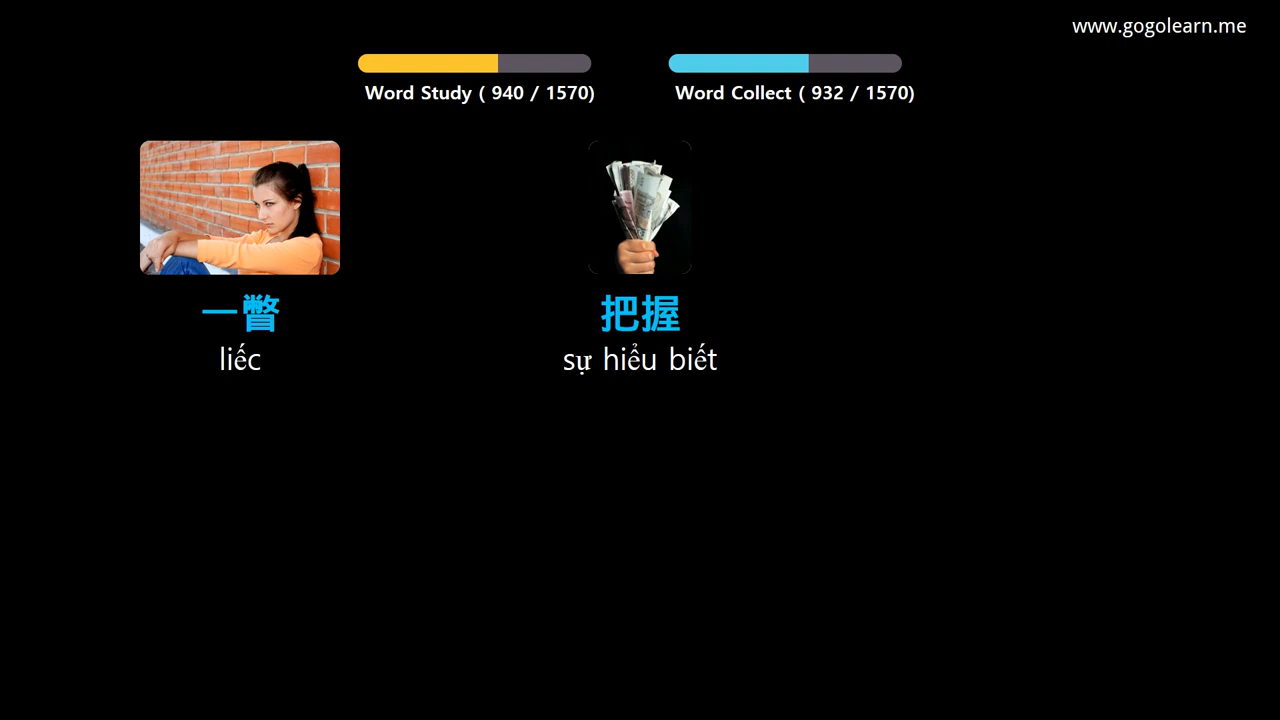 www.gogolearn.me
Word Study ( 940 / 1570)
Word Collect ( 932 / 1570)
一瞥
把握
liếc
sự hiểu biết